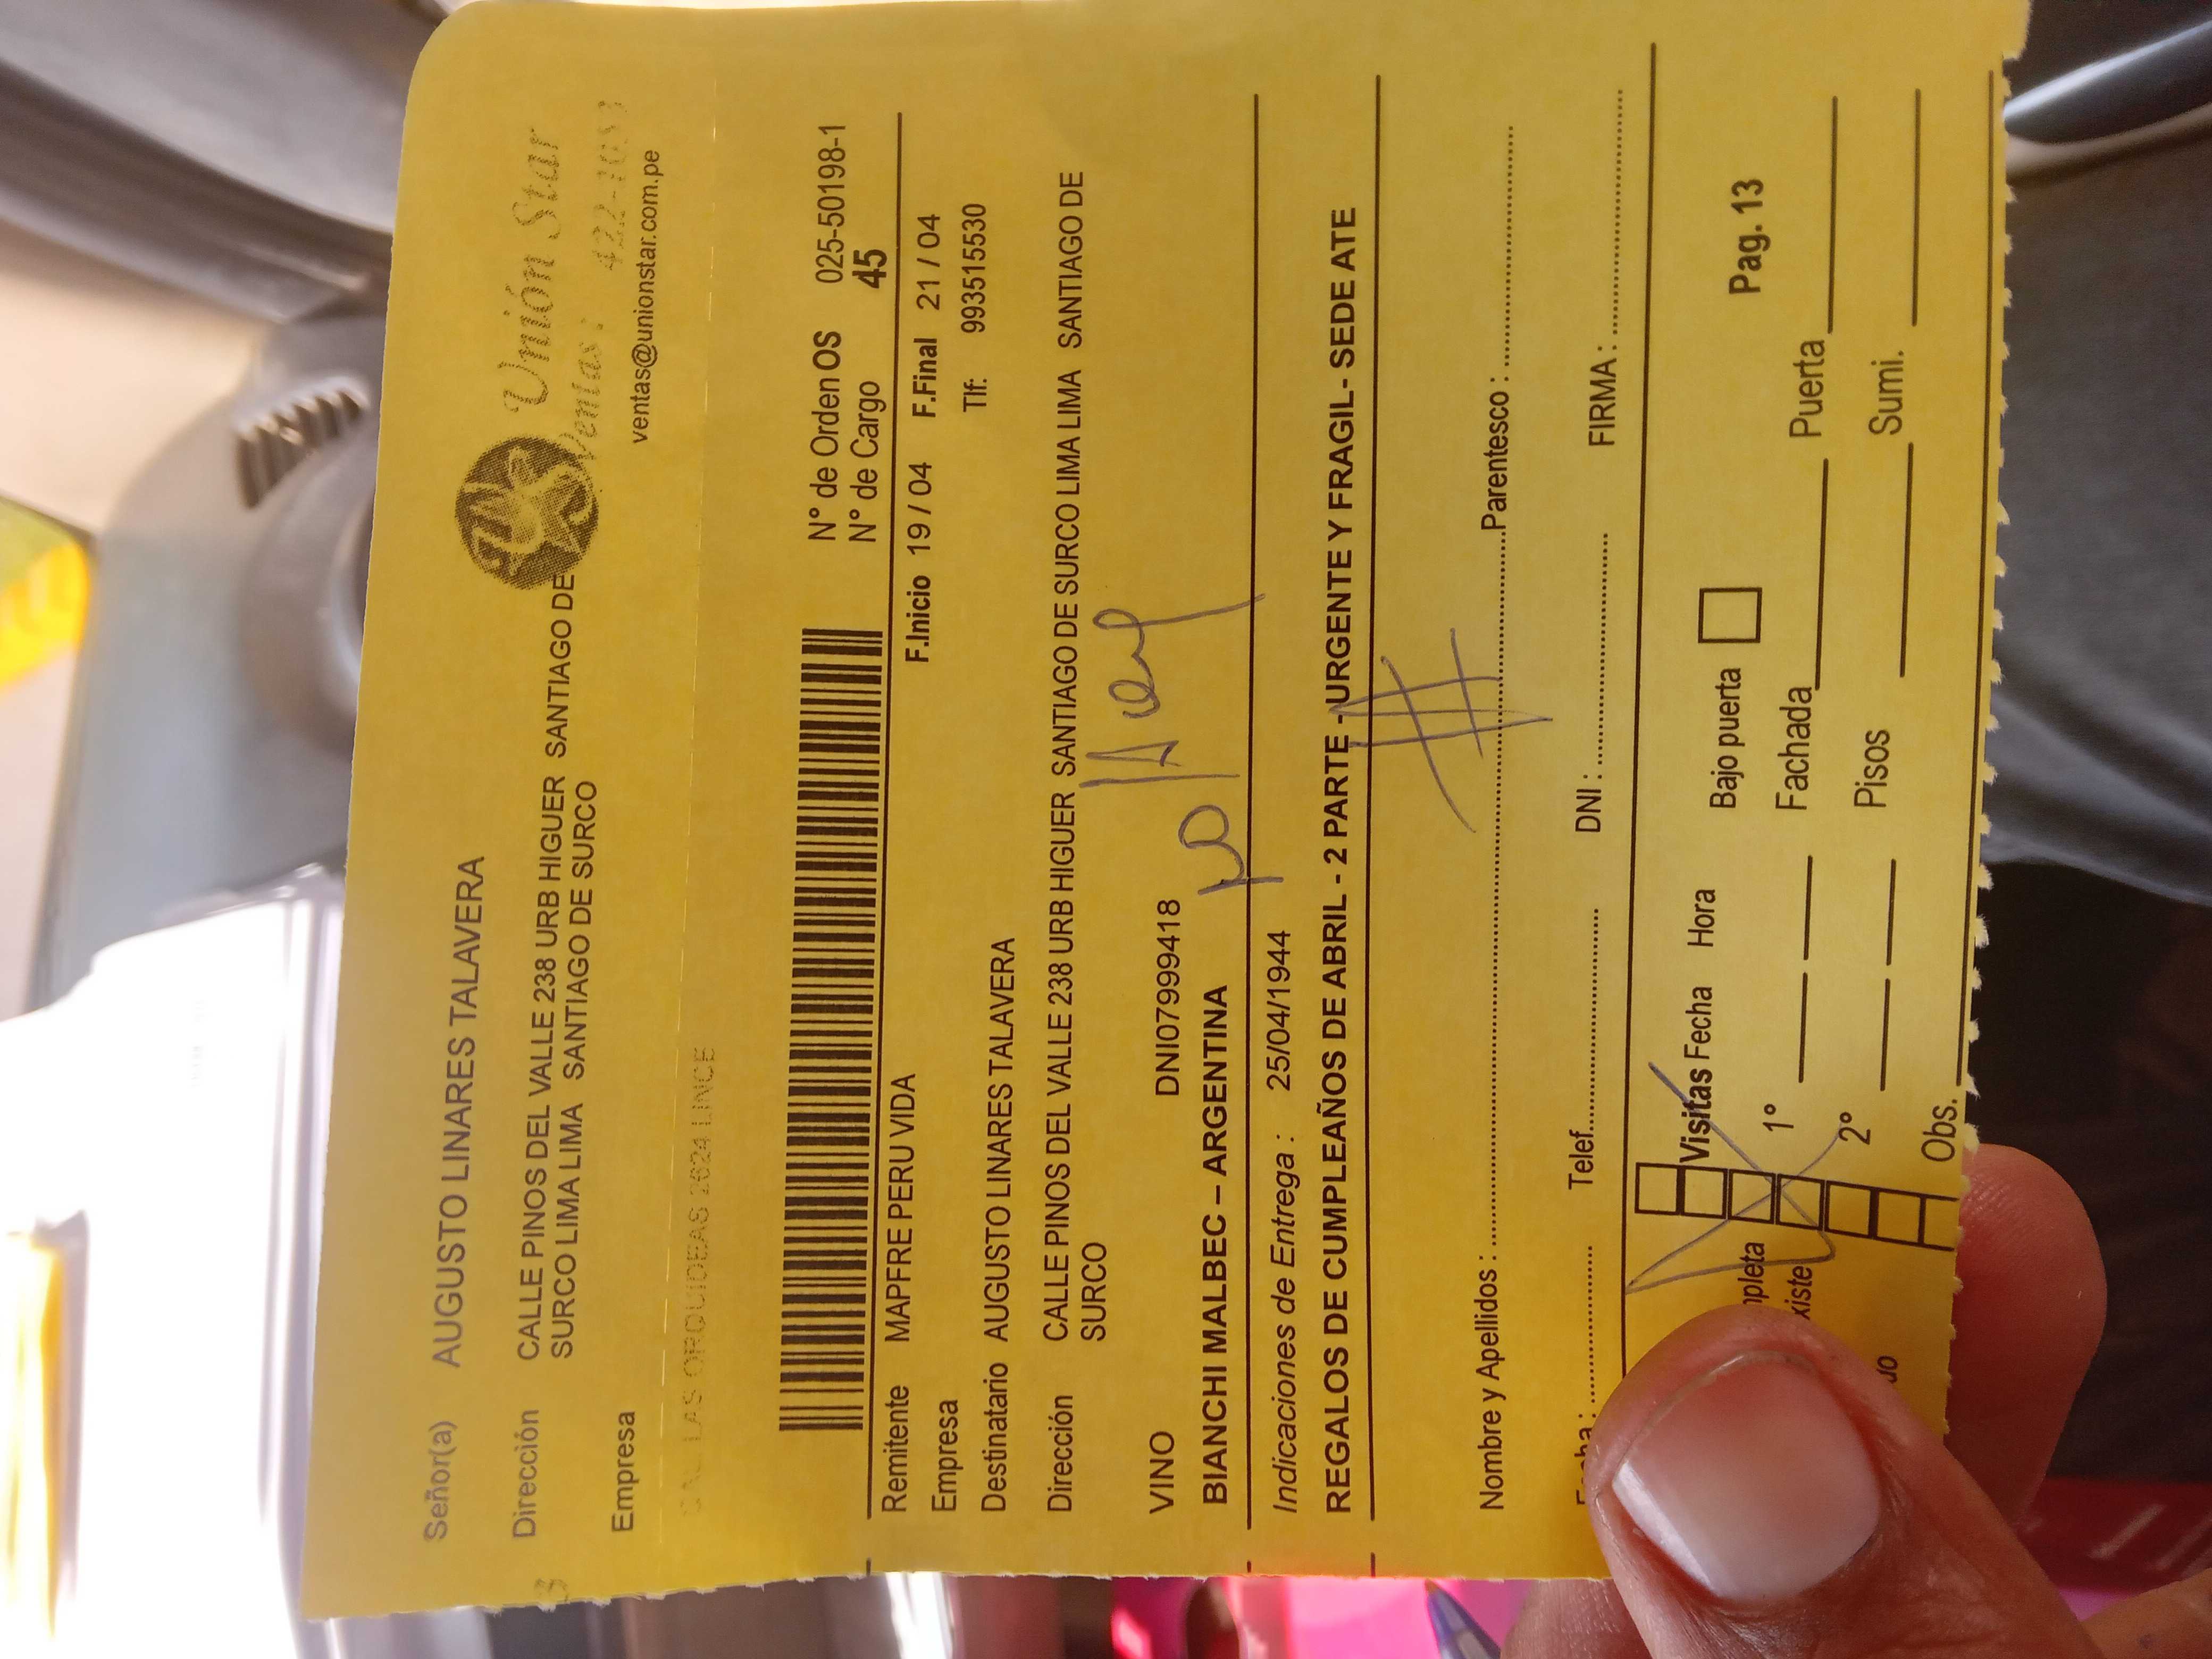 Señor(a) AUGUSTO LINARES TALAVERA
Unión Star
Ventas: 422-
ventas@unionstar.com.pe
Dirección CALLE PINOS DEL VALLE 238 URB HIGUER SANTIAGO DE
SURCO LIMA LIMA SANTIAGO DE SURCO
Empresa
LAS ORQUIDEAS 2624 LINCE
N° de Orden OS 025-50198-1
N° de Cargo 45
Remitente MAPFRE PERU VIDA F.Inicio 19 / 04 F.Final 21 / 04
Empresa Tlf: 993515530
Destinatario AUGUSTO LINARES TALAVERA
Dirección CALLE PINOS DEL VALLE 238 URB HIGUER SANTIAGO DE SURCO LIMA LIMA SANTIAGO DE
SURCO
VINO DNI07999418
BIANCHI MALBEC – ARGENTINA
Indicaciones de Entrega : 25/04/1944
REGALOS DE CUMPLEAÑOS DE ABRIL - 2 PARTE - URGENTE Y FRAGIL- SEDE ATE
Nombre y Apellidos : Parentesco :
Telef. DNI : FIRMA :
Visitas Fecha Hora Bajo puerta Pag. 13
1° Fachada Puerta
2° Pisos Sumi.
Obs.